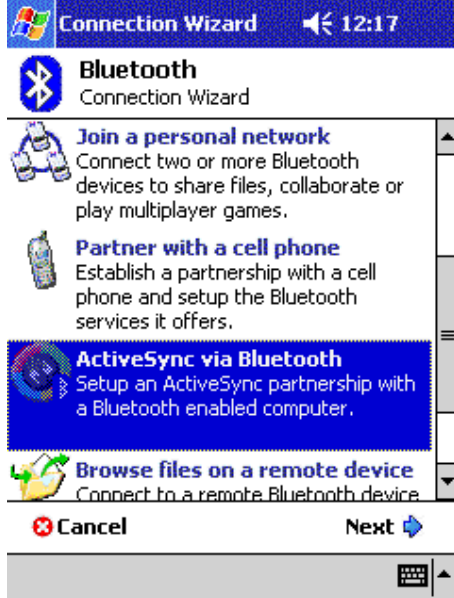 Connection Wizard 12:17
Bluetooth
Connection Wizard
Join a personal network
Connect two or more Bluetooth
devices to share files, collaborate or
play multiplayer games.
Partner with a cell phone
Establish a partnership with a cell
phone and setup the Bluetooth
services it offers.
ActiveSync via Bluetooth
Setup an ActiveSync partnership with
a Bluetooth enabled computer.
Browse files on a remote device
Connect to a remote Bluetooth device
Cancel Next